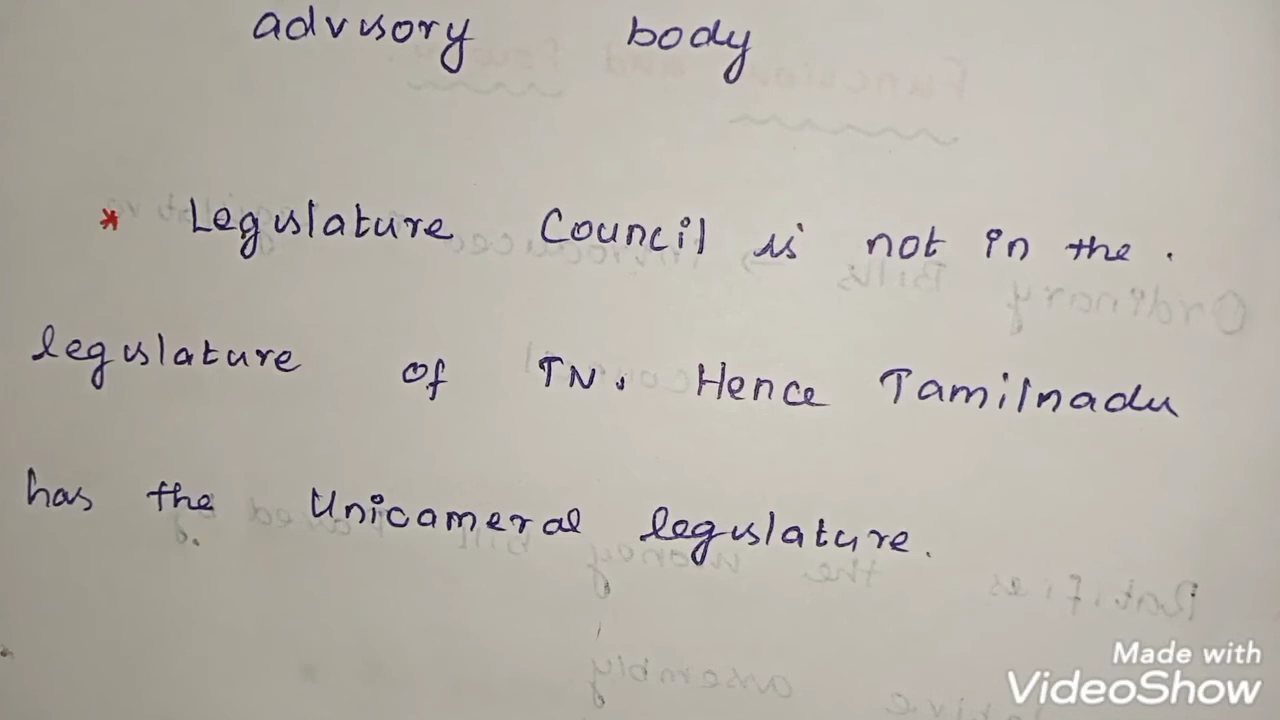 advisory body
* Legislature Council is not in the.
legislature of TN. Hence Tamilnadu
has the Unicameral legislature.
Made with
VideoShow